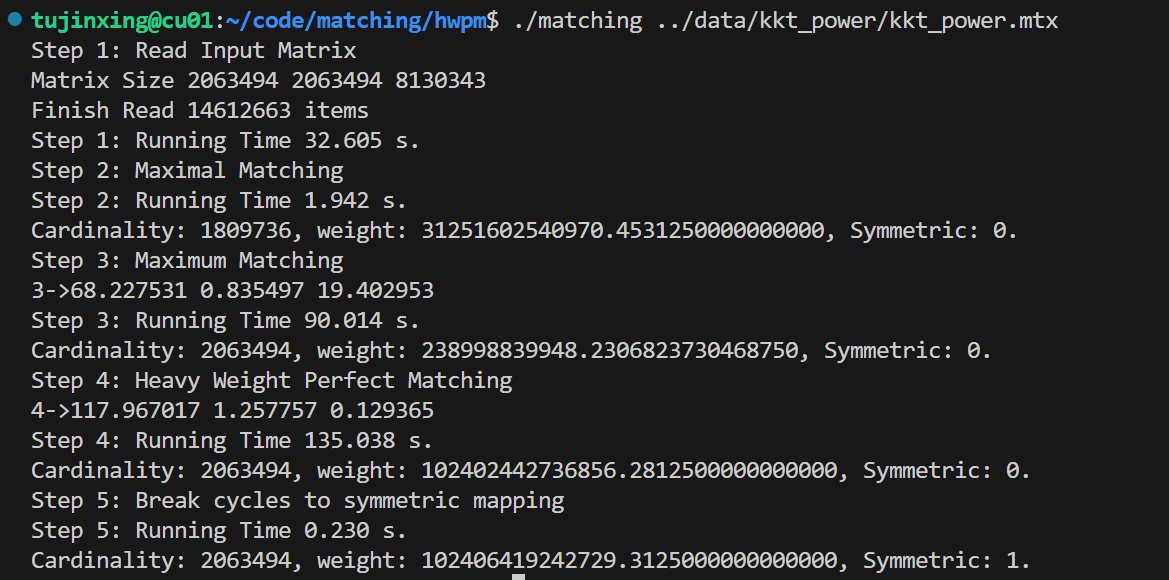 tujinxing@cu01:~/code/matching/hwpm$ ./matching ../data/kkt_power/kkt_power.mtx
Step 1: Read Input Matrix
Matrix Size 2063494 2063494 8130343
Finish Read 14612663 items
Step 1: Running Time 32.605 s.
Step 2: Maximal Matching
Step 2: Running Time 1.942 s.
Cardinality: 1809736, weight: 31251602540970.4531250000000000, Symmetric: 0.
Step 3: Maximum Matching
3->68.227531 0.835497 19.402953
Step 3: Running Time 90.014 s.
Cardinality: 2063494, weight: 238998839948.2306823730468750, Symmetric: 0.
Step 4: Heavy Weight Perfect Matching
4->117.967017 1.257757 0.129365
Step 4: Running Time 135.038 s.
Cardinality: 2063494, weight: 102402442736856.2812500000000000, Symmetric: 0.
Step 5: Break cycles to symmetric mapping
Step 5: Running Time 0.230 s.
Cardinality: 2063494, weight: 102406419242729.3125000000000000, Symmetric: 1.